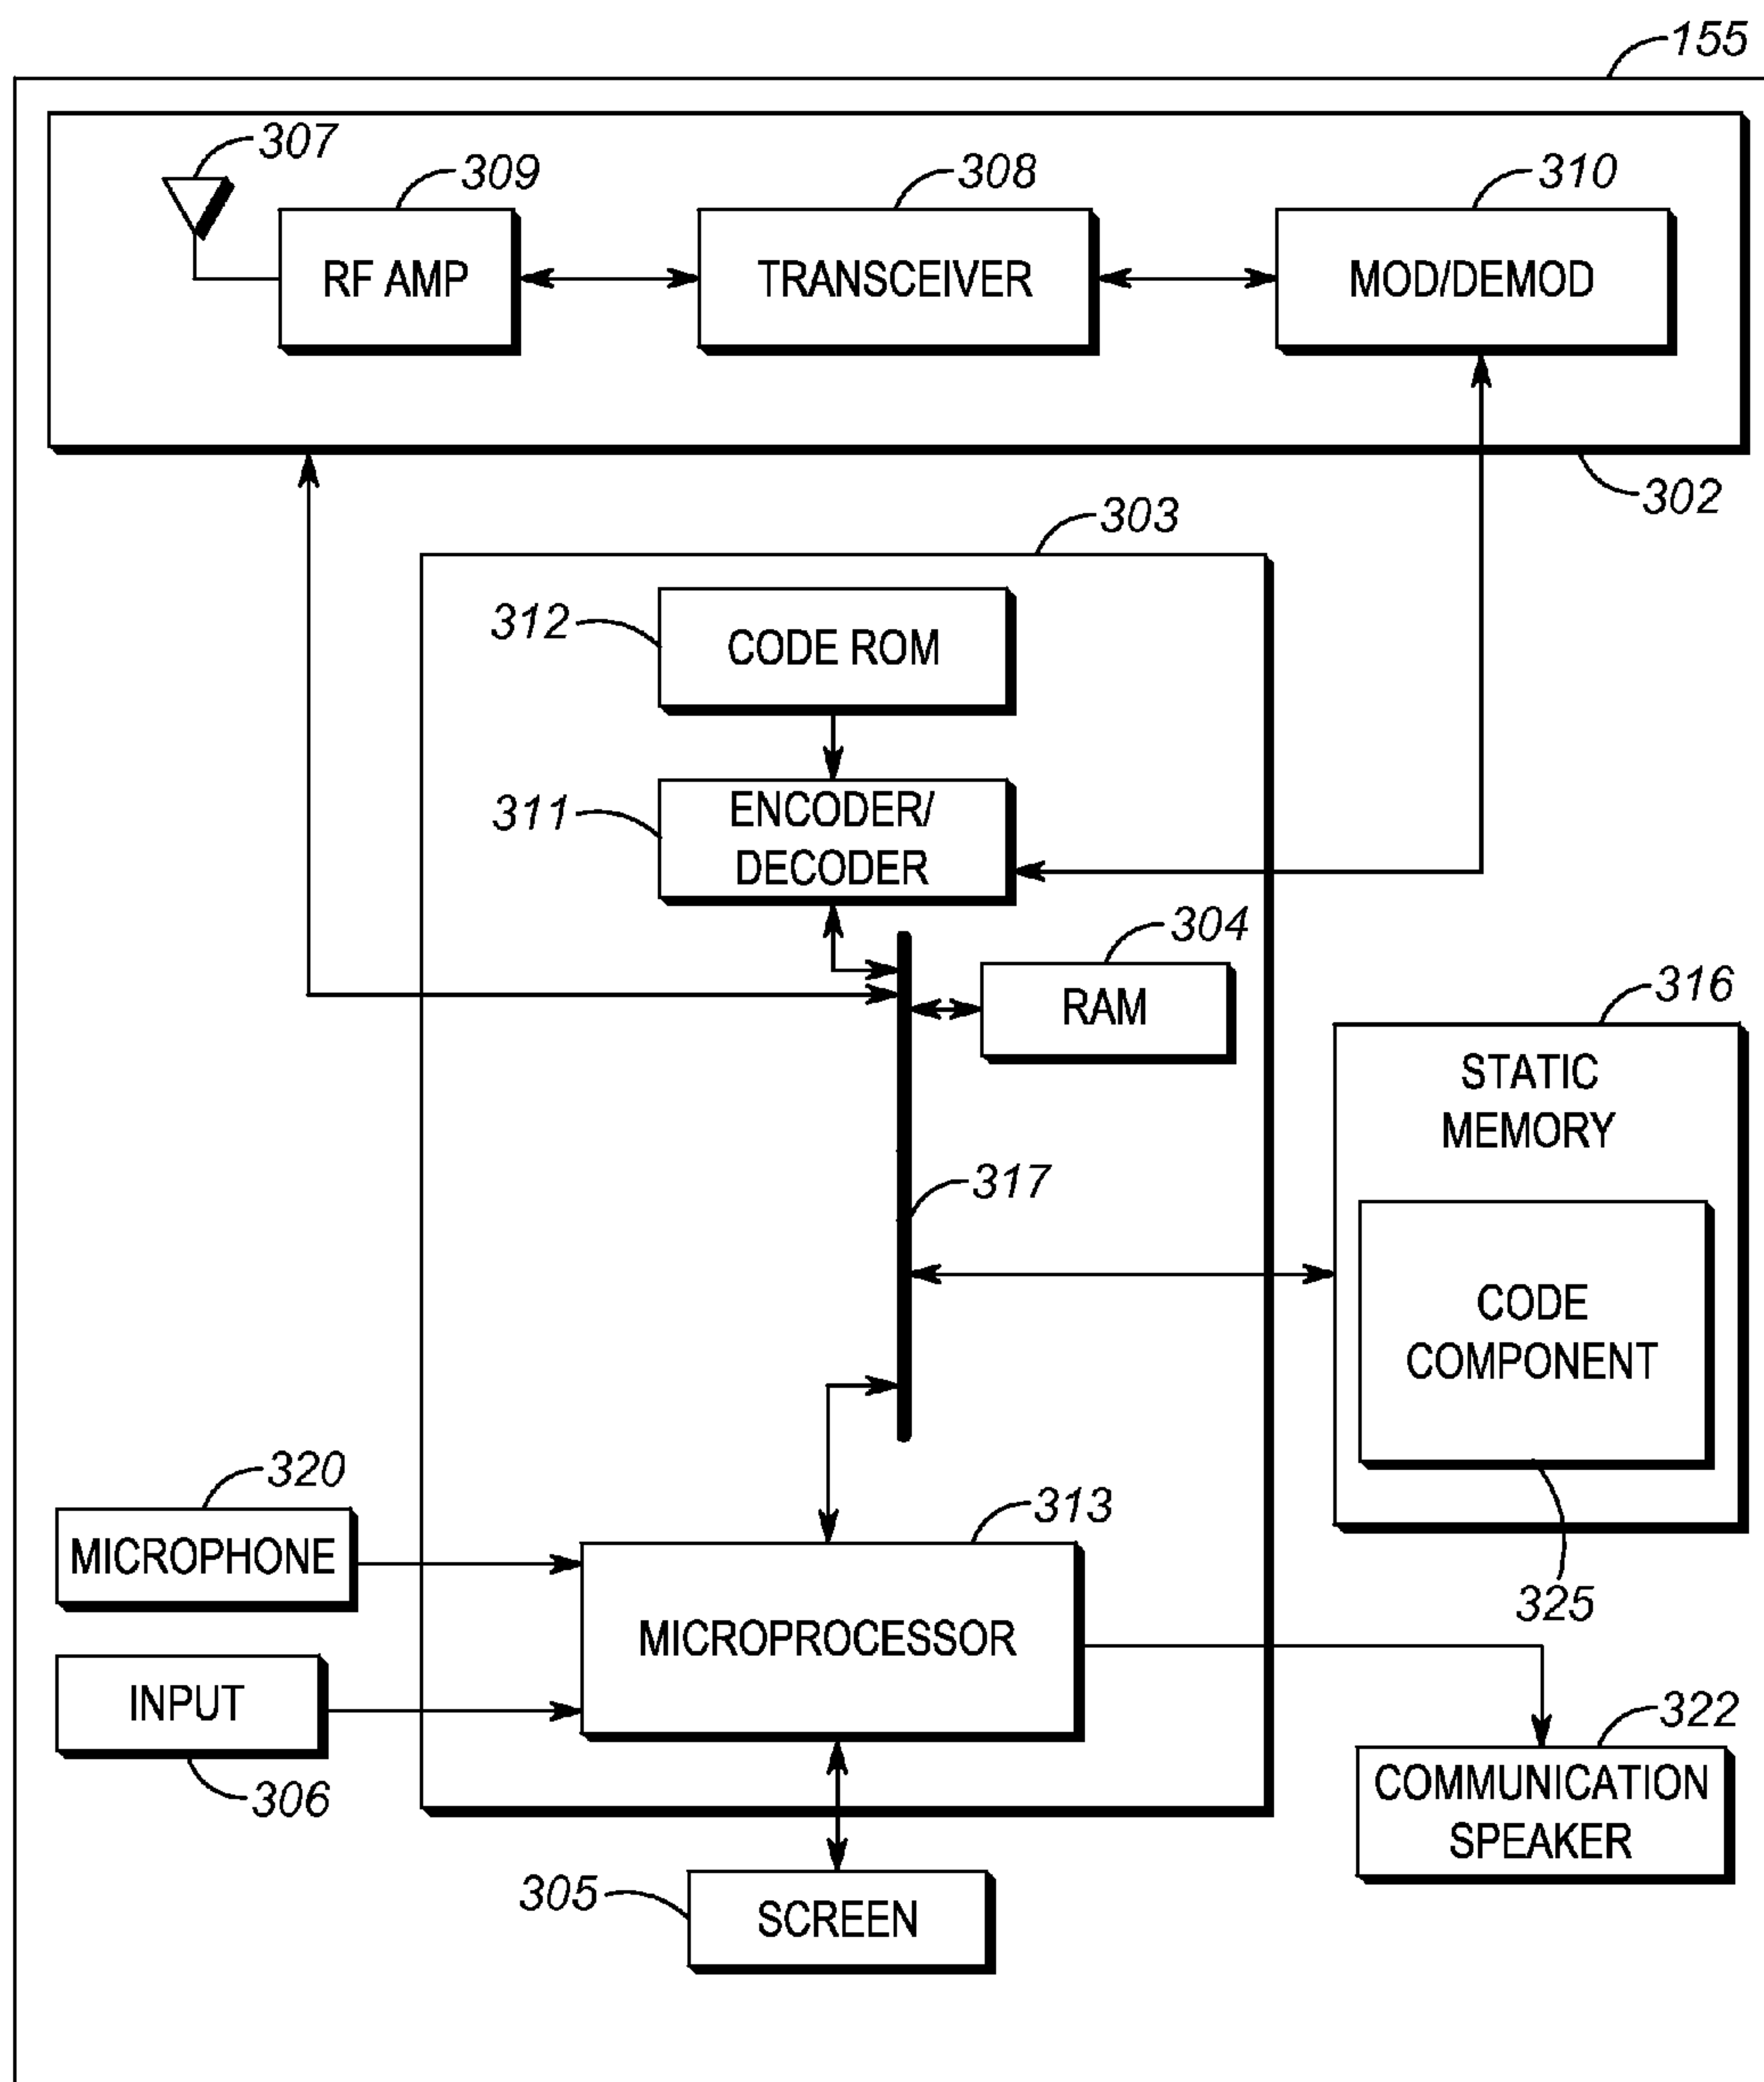 155
307
309
308
310
RF AMP
TRANSCEIVER
MOD/DEMOD
302
303
312
CODE ROM
311
ENCODER/
DECODER
304
RAM
316
STATIC
MEMORY
317
CODE
COMPONENT
320
MICROPHONE
313
325
MICROPROCESSOR
INPUT
306
322
COMMUNICATION
SPEAKER
305
SCREEN